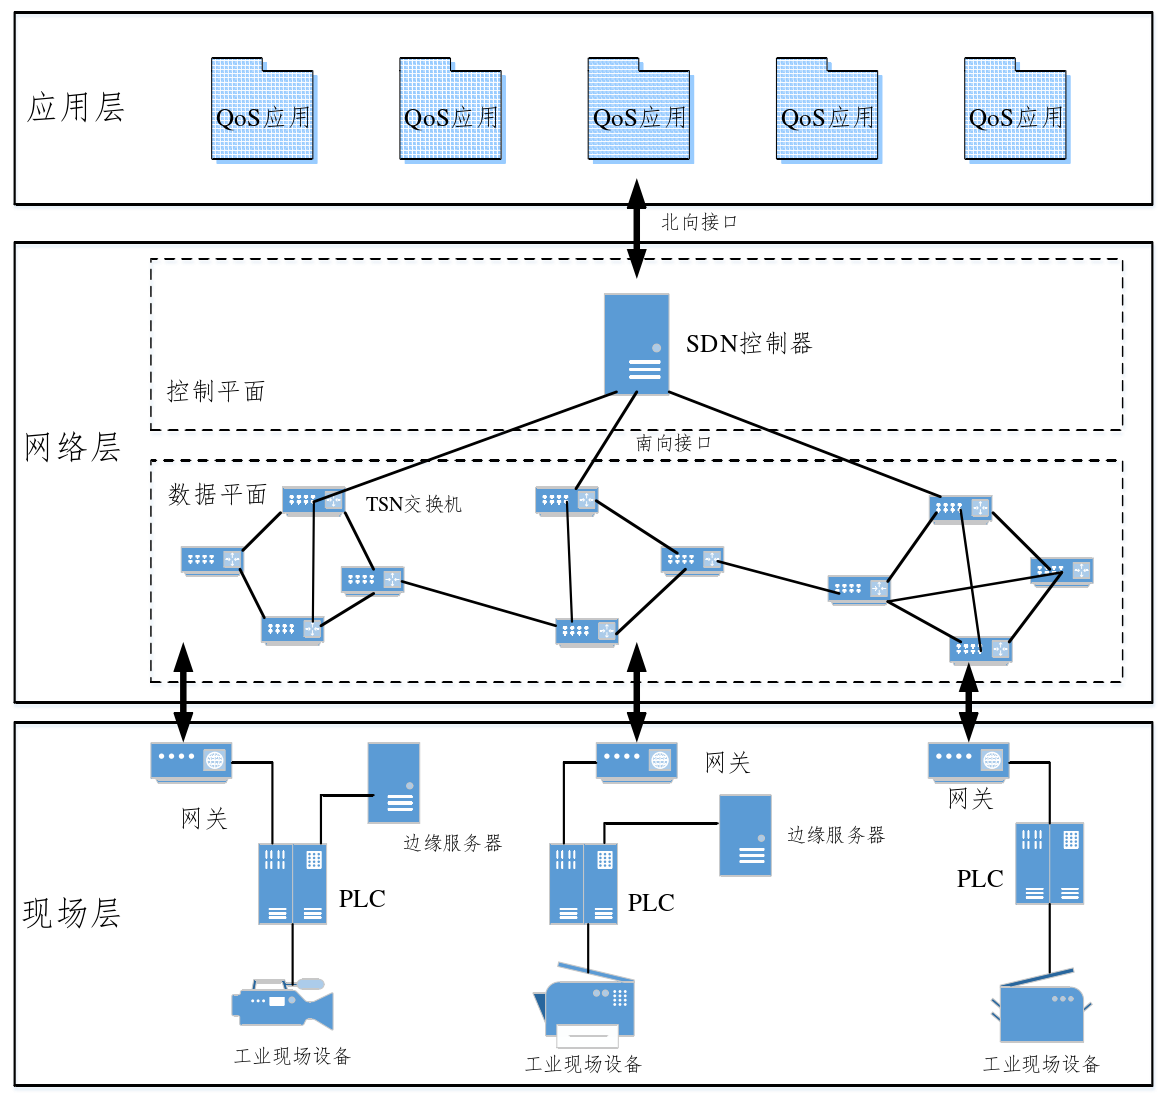 应用层
QoS应用
QoS应用
QoS应用
QoS应用
QoS应用
北向接口
SDN控制器
控制平面
网络层
南向接口
数据平面
TSN交换机
网关
网关
网关
边缘服务器
边缘服务器
PLC
PLC
PLC
现场层
工业现场设备
工业现场设备
工业现场设备